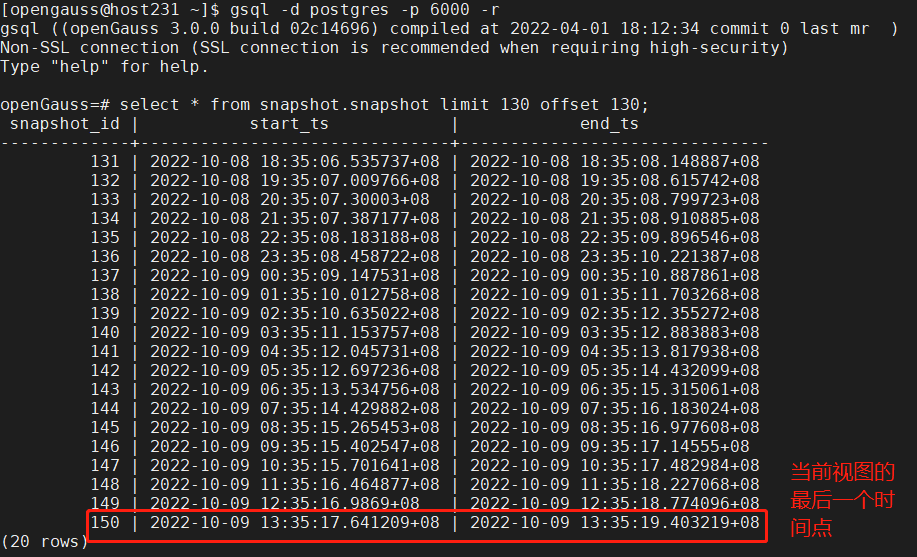 [opengauss@host231 ~]$ gsql -d postgres -p 6000 -r
gsql ((openGauss 3.0.0 build 02c14696) compiled at 2022-04-01 18:12:34 commit 0 last mr  )
Non-SSL connection (SSL connection is recommended when requiring high-security)
Type "help" for help.

openGauss=# select * from snapshot.snapshot limit 130 offset 130;
 snapshot_id |           start_ts            |            end_ts
-------------+-------------------------------+-------------------------------
         131 | 2022-10-08 18:35:06.535737+08 | 2022-10-08 18:35:08.148887+08
         132 | 2022-10-08 19:35:07.009766+08 | 2022-10-08 19:35:08.615742+08
         133 | 2022-10-08 20:35:07.30003+08  | 2022-10-08 20:35:08.799723+08
         134 | 2022-10-08 21:35:07.387177+08 | 2022-10-08 21:35:08.910885+08
         135 | 2022-10-08 22:35:08.183188+08 | 2022-10-08 22:35:09.896546+08
         136 | 2022-10-08 23:35:08.458722+08 | 2022-10-08 23:35:10.221387+08
         137 | 2022-10-09 00:35:09.147531+08 | 2022-10-09 00:35:10.887861+08
         138 | 2022-10-09 01:35:10.012758+08 | 2022-10-09 01:35:11.703268+08
         139 | 2022-10-09 02:35:10.635022+08 | 2022-10-09 02:35:12.355272+08
         140 | 2022-10-09 03:35:11.153757+08 | 2022-10-09 03:35:12.883883+08
         141 | 2022-10-09 04:35:12.045731+08 | 2022-10-09 04:35:13.817938+08
         142 | 2022-10-09 05:35:12.697236+08 | 2022-10-09 05:35:14.432099+08
         143 | 2022-10-09 06:35:13.534756+08 | 2022-10-09 06:35:15.315061+08
         144 | 2022-10-09 07:35:14.429882+08 | 2022-10-09 07:35:16.183024+08
         145 | 2022-10-09 08:35:15.265453+08 | 2022-10-09 08:35:16.977608+08
         146 | 2022-10-09 09:35:15.402547+08 | 2022-10-09 09:35:17.14555+08
         147 | 2022-10-09 10:35:15.701641+08 | 2022-10-09 10:35:17.482984+08
         148 | 2022-10-09 11:35:16.464877+08 | 2022-10-09 11:35:18.227068+08
         149 | 2022-10-09 12:35:16.9869+08   | 2022-10-09 12:35:18.774096+08
         150 | 2022-10-09 13:35:17.641209+08 | 2022-10-09 13:35:19.403219+08
(20 rows)
当前视图的
最后一个时
间点